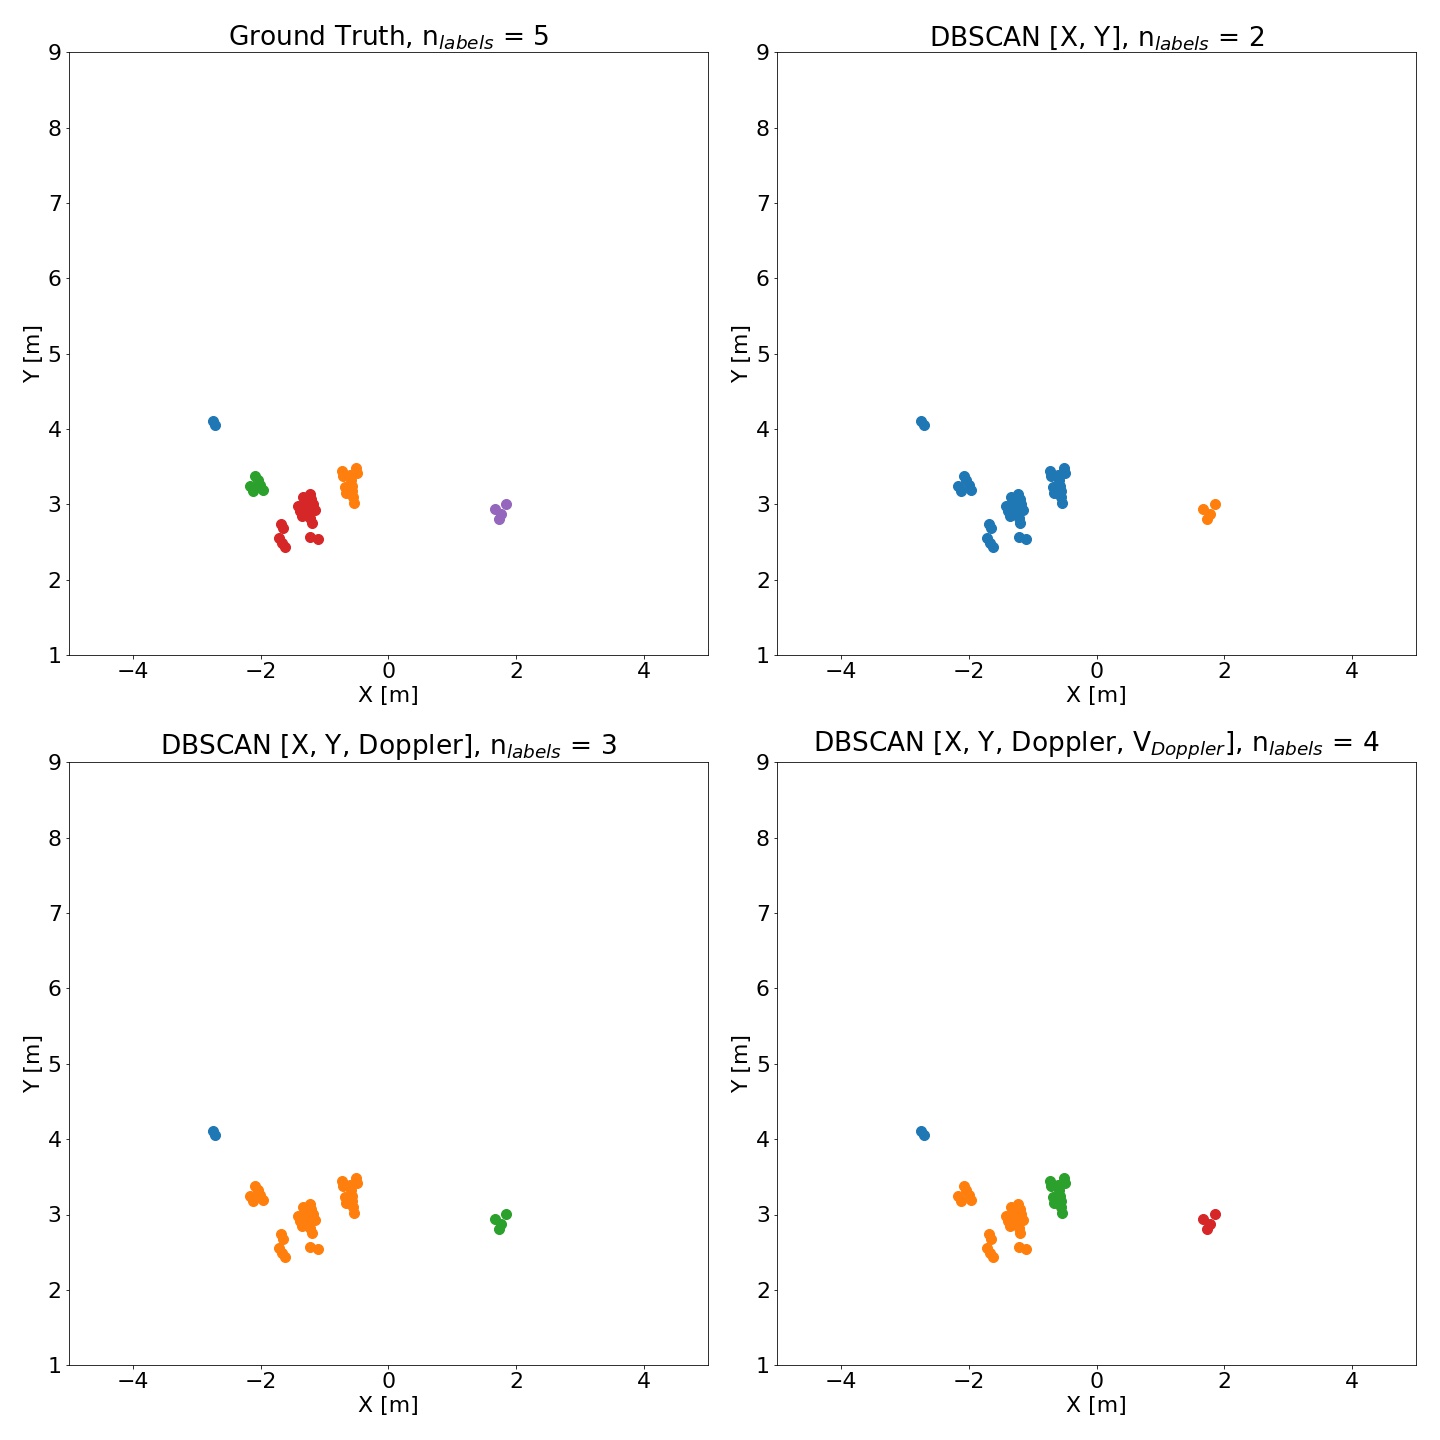 Ground Truth, n_labels = 5
9
8
7
6
5
4
3
2
1
Y [m]
−4 −2 0 2 4
X [m]
DBSCAN [X, Y], n_labels = 2
9
8
7
6
5
4
3
2
1
Y [m]
−4 −2 0 2 4
X [m]
DBSCAN [X, Y, Doppler], n_labels = 3
9
8
7
6
5
4
3
2
1
Y [m]
−4 −2 0 2 4
X [m]
DBSCAN [X, Y, Doppler, V_Doppler], n_labels = 4
9
8
7
6
5
4
3
2
1
Y [m]
−4 −2 0 2 4
X [m]